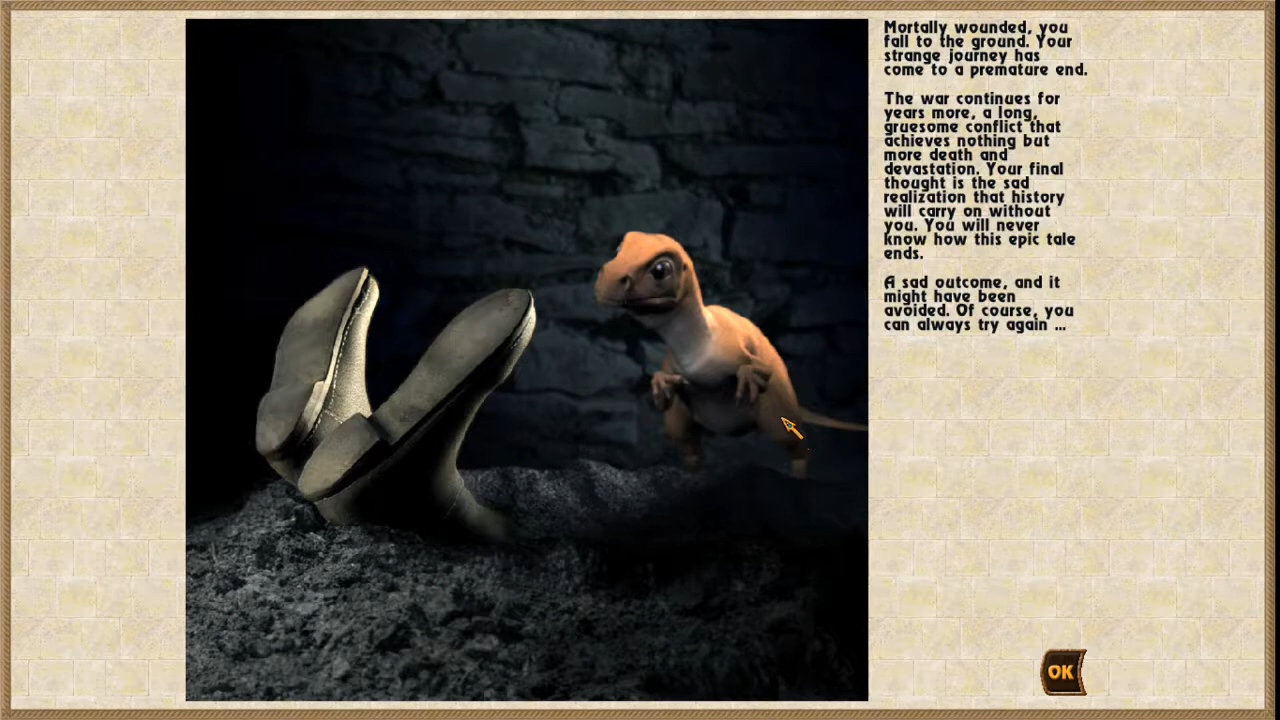 Mortally wounded, you
fall to the ground. Your
strange journey has
come to a premature end.
The war continues for
years more, a long,
gruesome conflict that
achieves nothing but
more death and
devastation. Your final
thought is the sad
realization that history
will carry on without
you. You will never
know how this epic tale
ends.
A sad outcome, and it
might have been
avoided. Of course, you
can always try again ...
OK